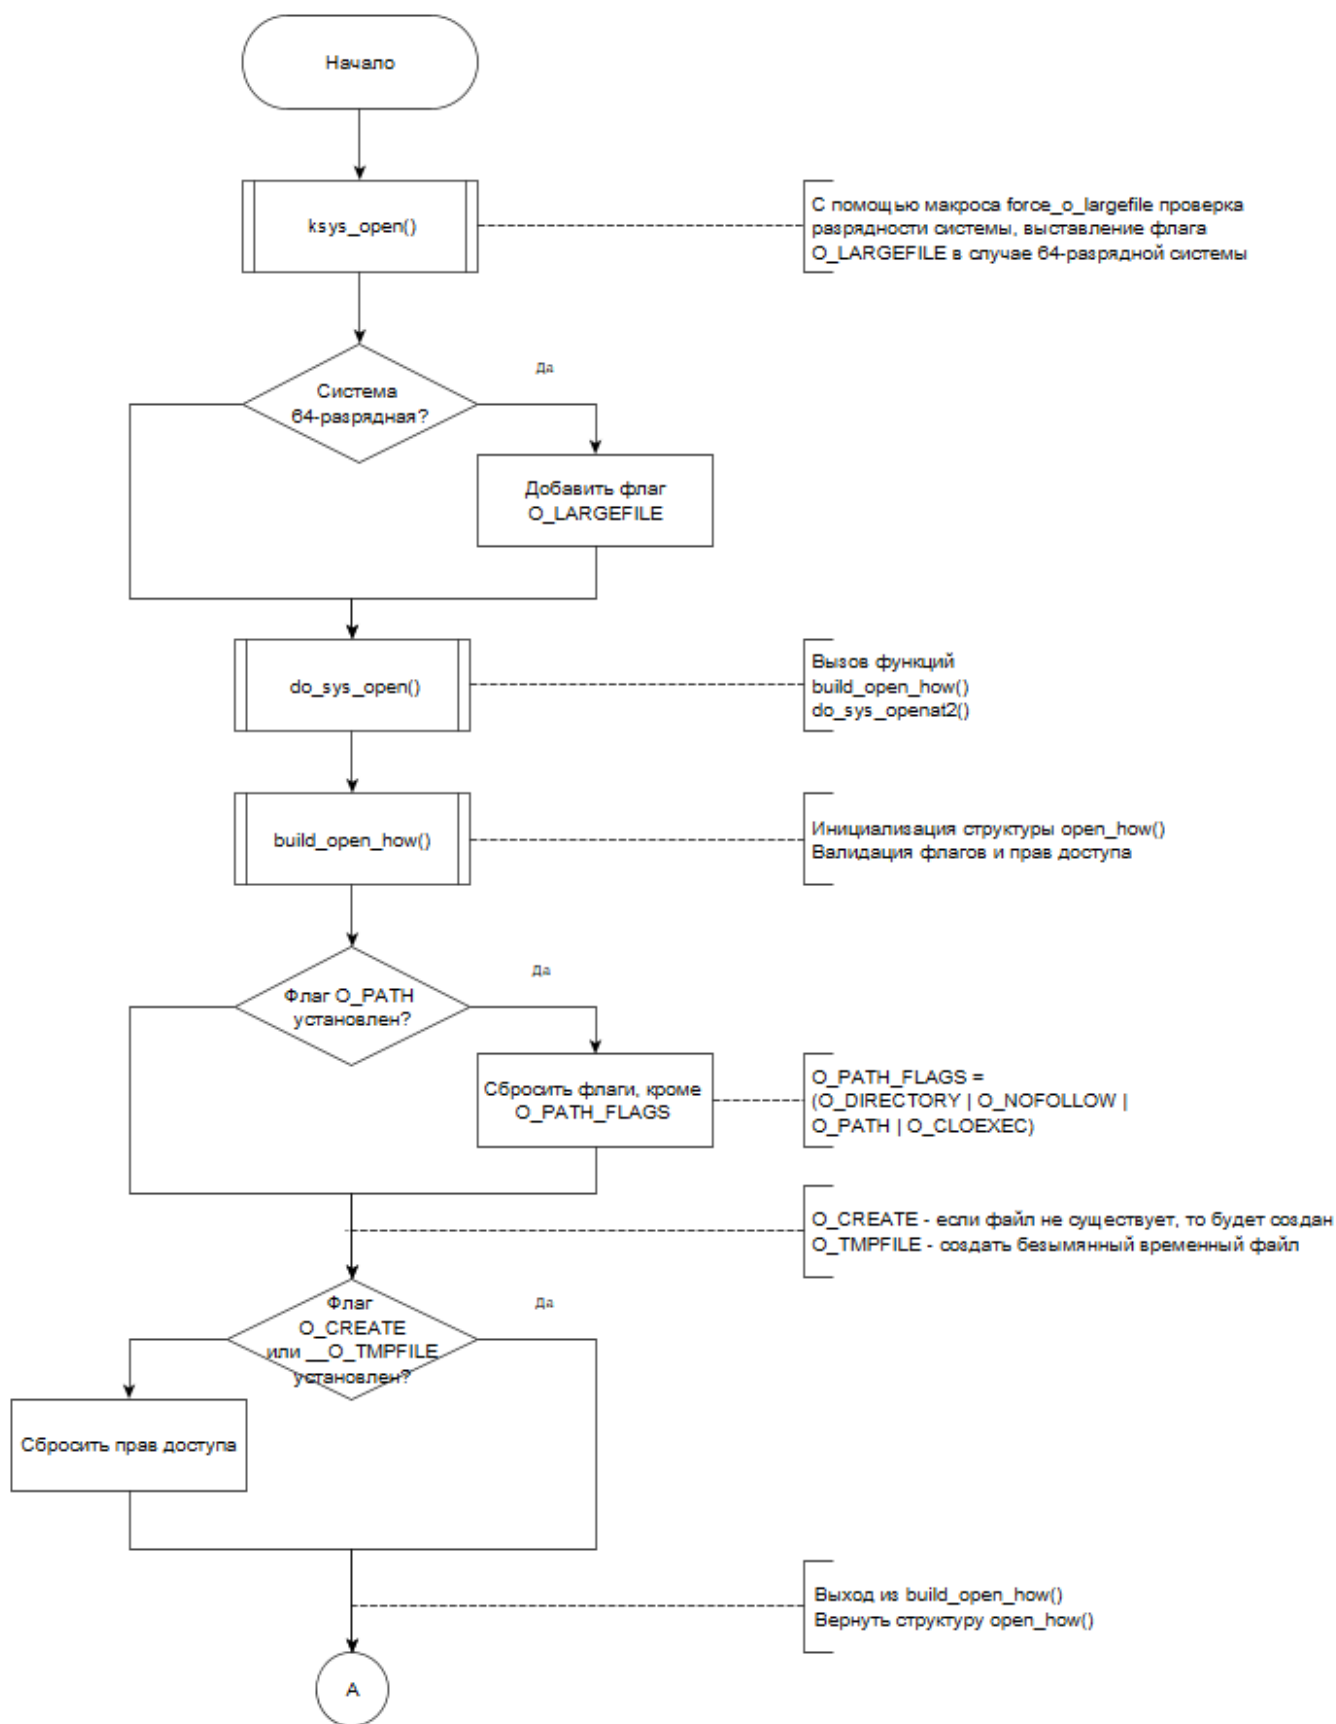 Начало
ksys_open()
С помощью макроса force_o_largefile проверка
разрядности системы, выставление флага
O_LARGEFILE в случае 64-разрядной системы
Система
64-разрядная?
Да
Добавить флаг
O_LARGEFILE
do_sys_open()
Вызов функций
build_open_how()
do_sys_openat2()
build_open_how()
Инициализация структуры open_how()
Валидация флагов и прав доступа
Флаг O_PATH
установлен?
Да
Сбросить флаги, кроме
O_PATH_FLAGS
O_PATH_FLAGS =
(O_DIRECTORY | O_NOFOLLOW |
O_PATH | O_CLOEXEC)
O_CREATE - если файл не существует, то будет создан
O_TMPFILE - создать безымянный временный файл
Флаг
O_CREATE
или __O_TMPFILE
установлен?
Да
Сбросить прав доступа
Выход из build_open_how()
Вернуть структуру open_how()
A